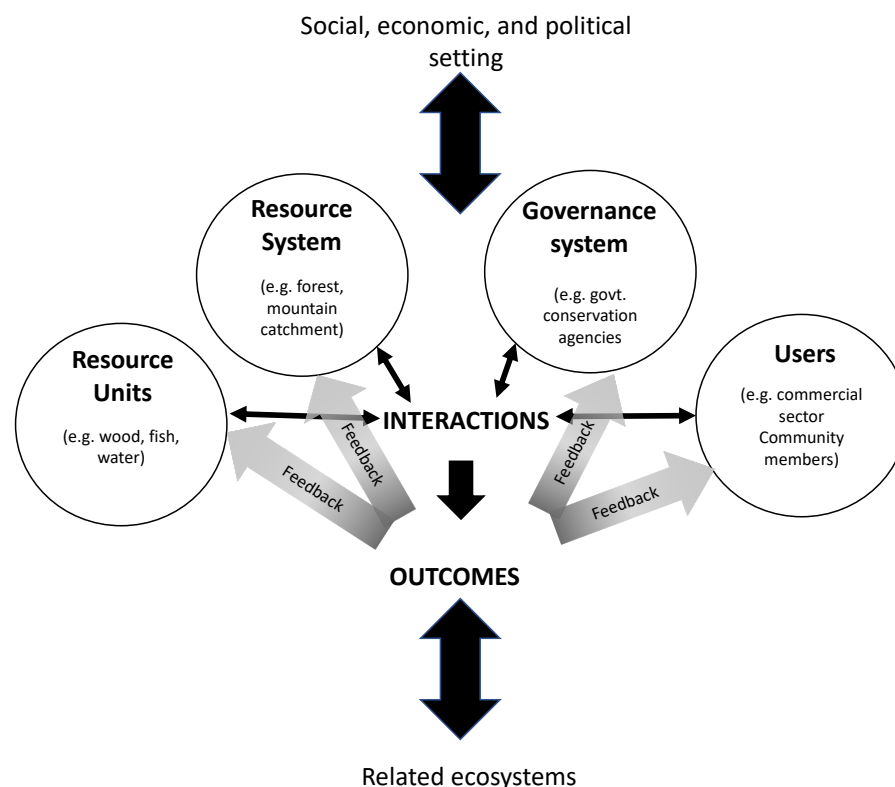 Social, economic, and political
setting
Resource
System
(e.g. forest,
mountain
catchment)
Governance
system
(e.g. govt.
conservation
agencies
Resource
Units
(e.g. wood, fish,
water)
Users
(e.g. commercial
sector
Community
members)
INTERACTIONS
Feedback
Feedback
Feedback
Feedback
OUTCOMES
Related ecosystems